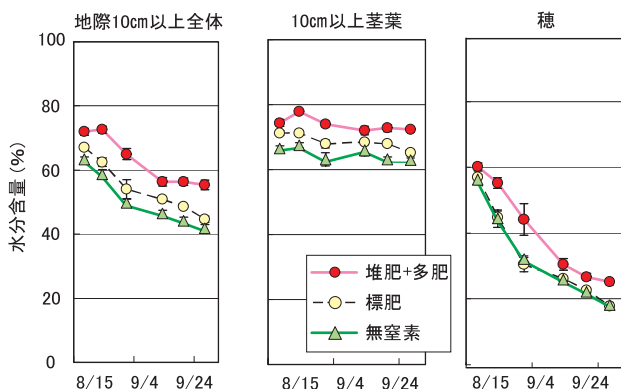 地際10cm以上全体
10cm以上茎葉
穂
水分含量(%)
100
80
60
40
20
0
堆肥+多肥
標肥
無窒素
8/15 9/4 9/24
8/15 9/4 9/24
8/15 9/4 9/24